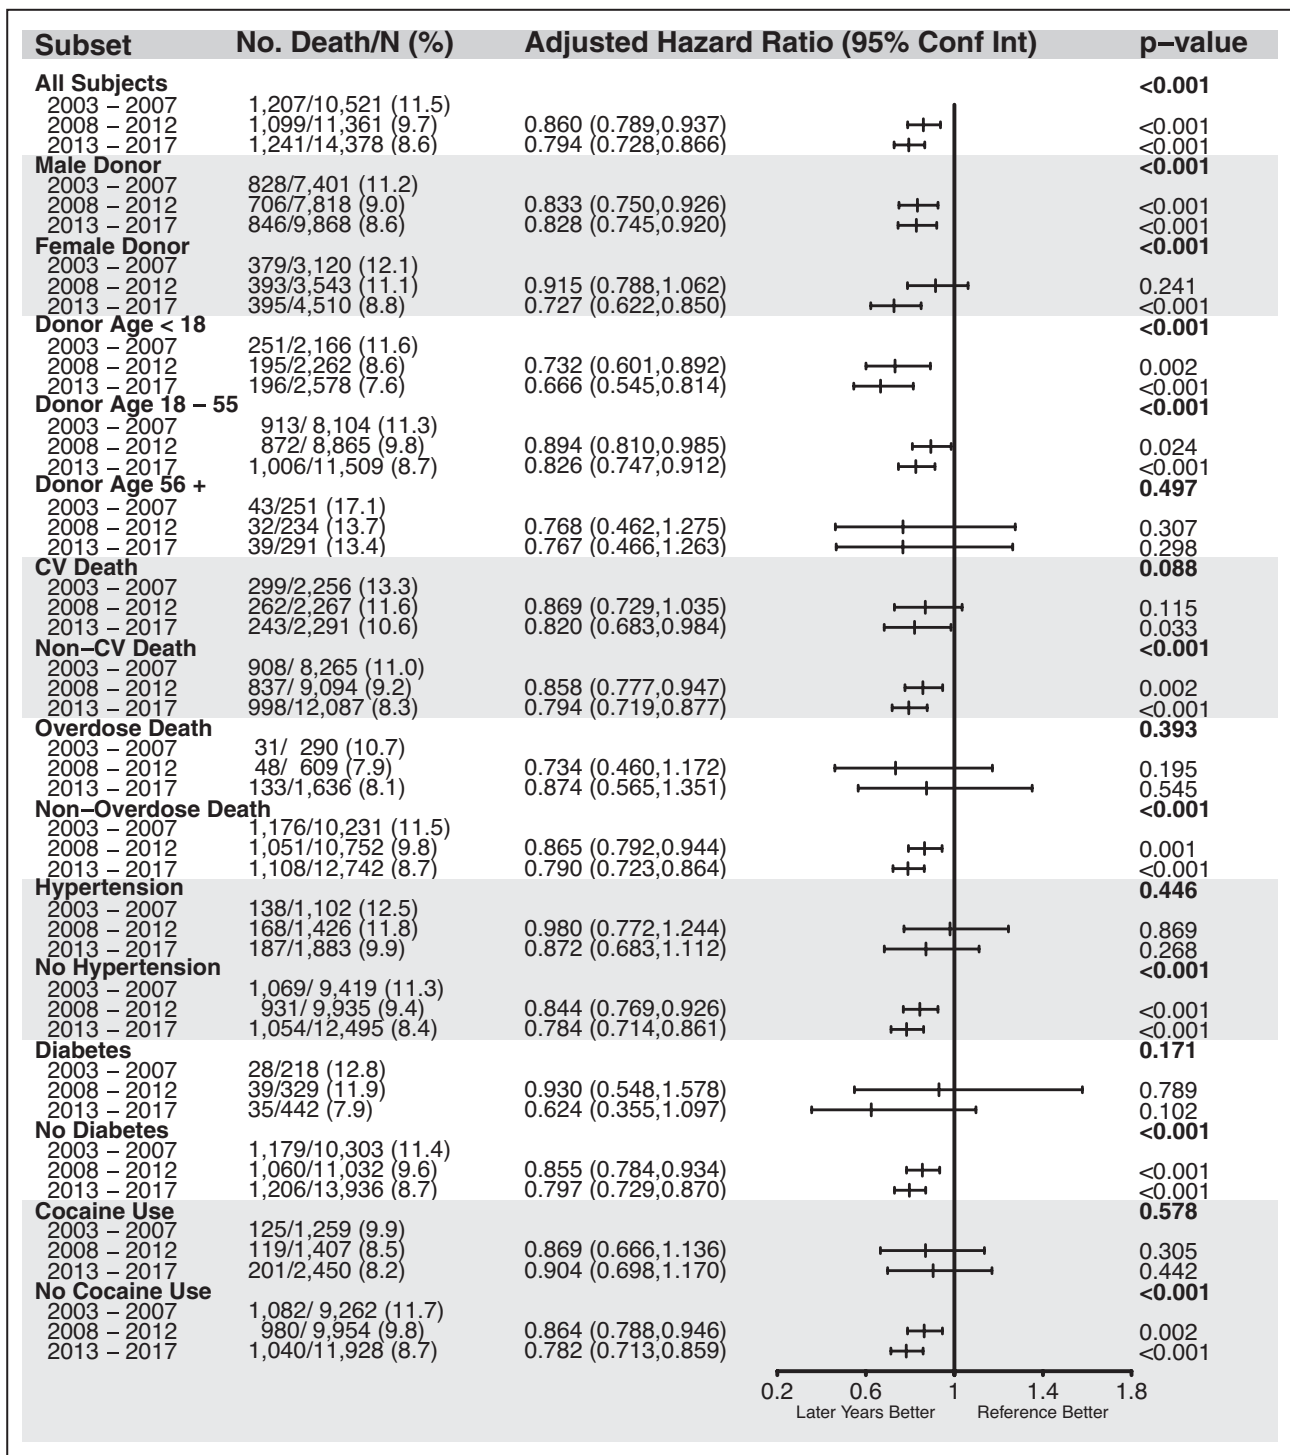 Subset No. Death/N (%) Adjusted Hazard Ratio (95% Conf Int) p−value
All Subjects <0.001
2003 − 2007 1,207/10,521 (11.5)
2008 − 2012 1,099/11,361 (9.7) 0.860 (0.789,0.937) <0.001
2013 − 2017 1,241/14,378 (8.6) 0.794 (0.728,0.866) <0.001
Male Donor <0.001
2003 − 2007 828/7,401 (11.2)
2008 − 2012 706/7,818 (9.0) 0.833 (0.750,0.926) <0.001
2013 − 2017 846/9,868 (8.6) 0.828 (0.745,0.920) <0.001
Female Donor <0.001
2003 − 2007 379/3,120 (12.1)
2008 − 2012 393/3,543 (11.1) 0.915 (0.788,1.062) 0.241
2013 − 2017 395/4,510 (8.8) 0.727 (0.622,0.850) <0.001
Donor Age < 18 <0.001
2003 − 2007 251/2,166 (11.6)
2008 − 2012 195/2,262 (8.6) 0.732 (0.601,0.892) 0.002
2013 − 2017 196/2,578 (7.6) 0.666 (0.545,0.814) <0.001
Donor Age 18 − 55 <0.001
2003 − 2007 913/ 8,104 (11.3)
2008 − 2012 872/ 8,865 (9.8) 0.894 (0.810,0.985) 0.024
2013 − 2017 1,006/11,509 (8.7) 0.826 (0.747,0.912) <0.001
Donor Age 56 + 0.497
2003 − 2007 43/251 (17.1)
2008 − 2012 32/234 (13.7) 0.768 (0.462,1.275) 0.307
2013 − 2017 39/291 (13.4) 0.767 (0.466,1.263) 0.298
CV Death 0.088
2003 − 2007 299/2,256 (13.3)
2008 − 2012 262/2,267 (11.6) 0.869 (0.729,1.035) 0.115
2013 − 2017 243/2,291 (10.6) 0.820 (0.683,0.984) 0.033
Non−CV Death <0.001
2003 − 2007 908/ 8,265 (11.0)
2008 − 2012 837/ 9,094 (9.2) 0.858 (0.777,0.947) 0.002
2013 − 2017 998/12,087 (8.3) 0.794 (0.719,0.877) <0.001
Overdose Death 0.393
2003 − 2007 31/ 290 (10.7)
2008 − 2012 48/ 609 (7.9) 0.734 (0.460,1.172) 0.195
2013 − 2017 133/1,636 (8.1) 0.874 (0.565,1.351) 0.545
Non−Overdose Death <0.001
2003 − 2007 1,176/10,231 (11.5)
2008 − 2012 1,051/10,752 (9.8) 0.865 (0.792,0.944) 0.001
2013 − 2017 1,108/12,742 (8.7) 0.790 (0.723,0.864) <0.001
Hypertension 0.446
2003 − 2007 138/1,102 (12.5)
2008 − 2012 168/1,426 (11.8) 0.980 (0.772,1.244) 0.869
2013 − 2017 187/1,883 (9.9) 0.872 (0.683,1.112) 0.268
No Hypertension <0.001
2003 − 2007 1,069/ 9,419 (11.3)
2008 − 2012 931/ 9,935 (9.4) 0.844 (0.769,0.926) <0.001
2013 − 2017 1,054/12,495 (8.4) 0.784 (0.714,0.861) <0.001
Diabetes 0.171
2003 − 2007 28/218 (12.8)
2008 − 2012 39/329 (11.9) 0.930 (0.548,1.578) 0.789
2013 − 2017 35/442 (7.9) 0.624 (0.355,1.097) 0.102
No Diabetes <0.001
2003 − 2007 1,179/10,303 (11.4)
2008 − 2012 1,060/11,032 (9.6) 0.855 (0.784,0.934) <0.001
2013 − 2017 1,206/13,936 (8.7) 0.797 (0.729,0.870) <0.001
Cocaine Use 0.578
2003 − 2007 125/1,259 (9.9)
2008 − 2012 119/1,407 (8.5) 0.869 (0.666,1.136) 0.305
2013 − 2017 201/2,450 (8.2) 0.904 (0.698,1.170) 0.442
No Cocaine Use <0.001
2003 − 2007 1,082/ 9,262 (11.7)
2008 − 2012 980/ 9,954 (9.8) 0.864 (0.788,0.946) 0.002
2013 − 2017 1,040/11,928 (8.7) 0.782 (0.713,0.859) <0.001
0.2 0.6 1 1.4 1.8
Later Years Better Reference Better